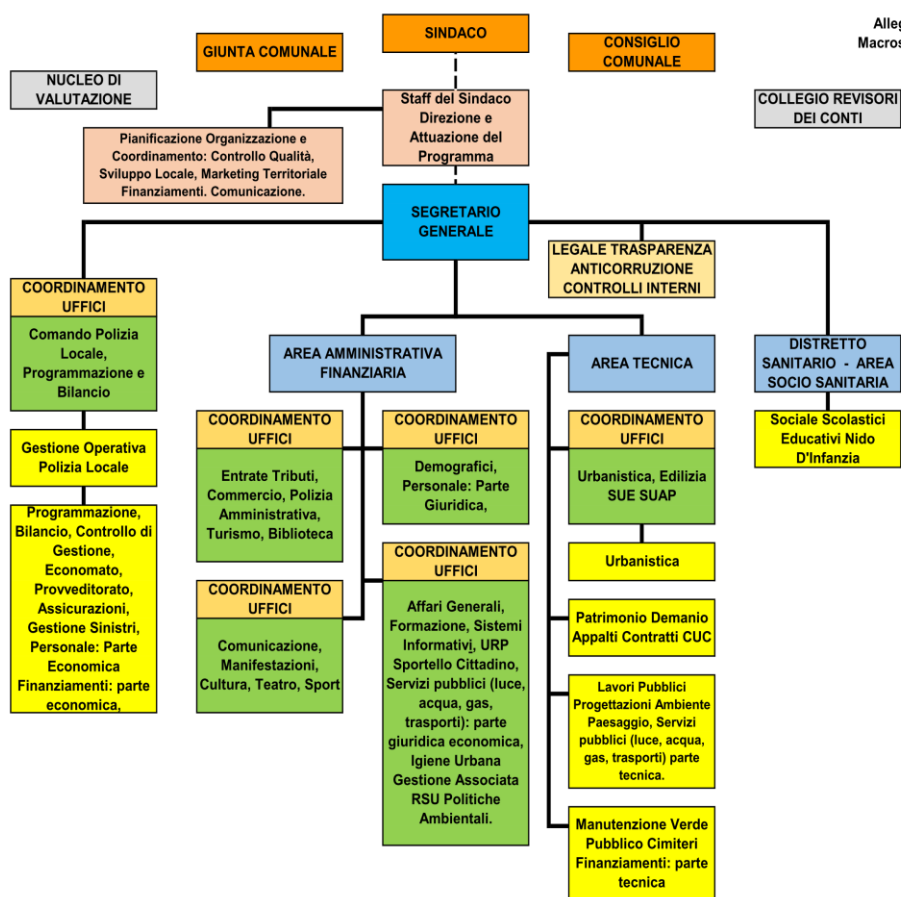 Alleg
Macros
SINDACO
GIUNTA COMUNALE
CONSIGLIO
COMUNALE
NUCLEO DI
VALUTAZIONE
COLLEGIO REVISORI
DEI CONTI
Staff del Sindaco
Direzione e
Attuazione del
Programma
Pianificazione Organizzazione e
Coordinamento: Controllo Qualità,
Sviluppo Locale, Marketing Territoriale
Finanziamenti. Comunicazione.
SEGRETARIO
GENERALE
LEGALE TRASPARENZA
ANTICORRUZIONE
CONTROLLI INTERNI
COORDINAMENTO
UFFICI
Comando Polizia
Locale,
Programmazione e
Bilancio
Gestione Operativa
Polizia Locale
Programmazione,
Bilancio, Controllo di
Gestione,
Economato,
Provveditorato,
Assicurazioni,
Gestione Sinistri,
Personale: Parte
Economica
Finanziamenti: parte
economica,
AREA AMMINISTRATIVA
FINANZIARIA
COORDINAMENTO
UFFICI
Entrate Tributi,
Commercio, Polizia
Amministrativa,
Turismo, Biblioteca
COORDINAMENTO
UFFICI
Comunicazione,
Manifestazioni,
Cultura, Teatro, Sport
COORDINAMENTO
UFFICI
Demografici,
Personale: Parte
Giuridica,
COORDINAMENTO
UFFICI
Affari Generali,
Formazione, Sistemi
Informativi, URP
Sportello Cittadino,
Servizi pubblici (luce,
acqua, gas,
trasporti): parte
giuridica economica,
Igiene Urbana
Gestione Associata
RSU Politiche
Ambientali.
AREA TECNICA
COORDINAMENTO
UFFICI
Urbanistica, Edilizia
SUE SUAP
Urbanistica
Patrimonio Demanio
Appalti Contratti CUC
Lavori Pubblici
Progettazioni Ambiente
Paesaggio, Servizi
pubblici (luce, acqua,
gas, trasporti) parte
tecnica.
Manutenzione Verde
Pubblico Cimiteri
Finanziamenti: parte
tecnica
DISTRETTO
SANITARIO - AREA
SOCIO SANITARIA
Sociale Scolastici
Educativi Nido
D'Infanzia